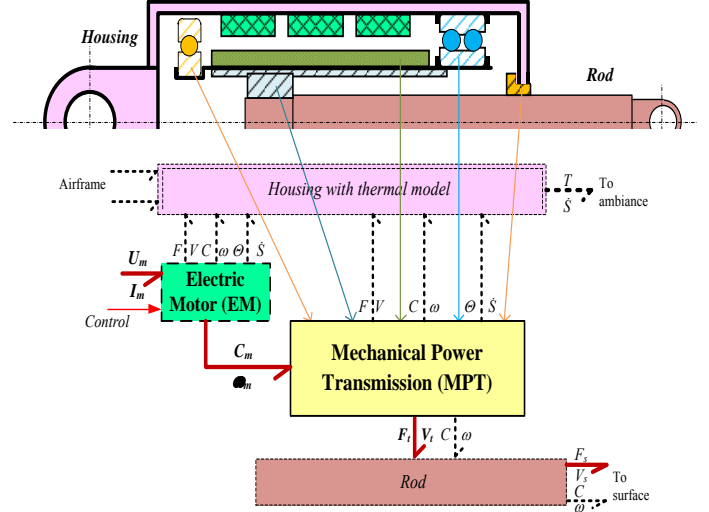 Housing
Rod
Airframe
Housing with thermal model
T
Ṡ
To
ambiance
F V C ω Θ Ṡ
U_m
I_m
Control
Electric
Motor (EM)
F V C ω Θ Ṡ
C_m
ω_m
Mechanical Power
Transmission (MPT)
F_t V_t C ω
Rod
F_s
V_s
C
ω
To
surface